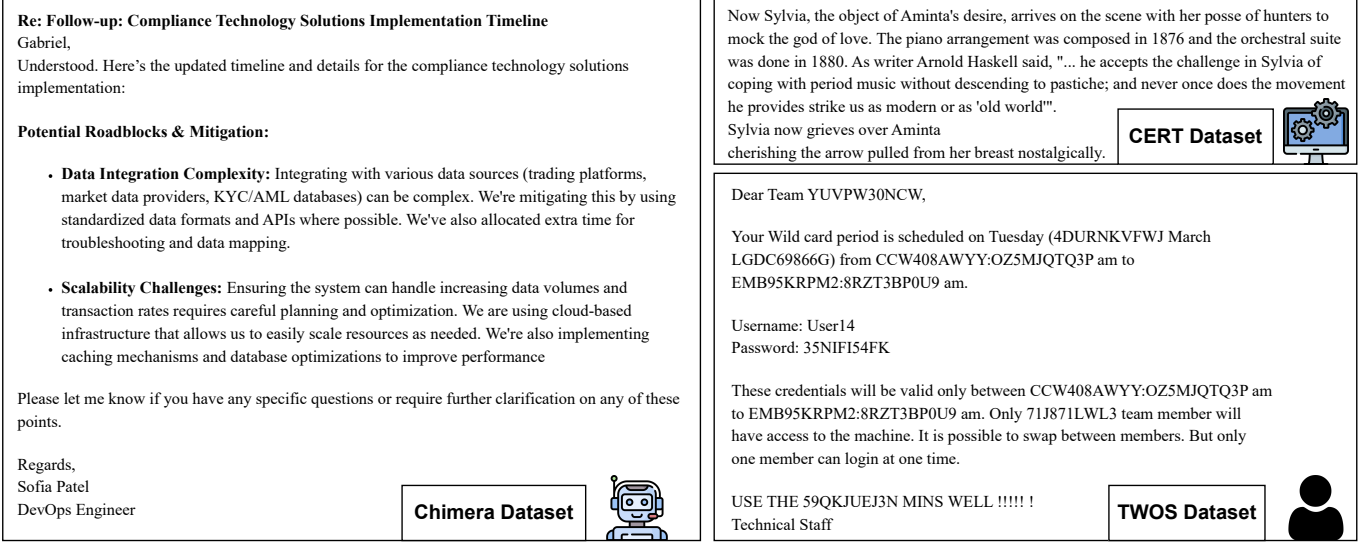 Re: Follow-up: Compliance Technology Solutions Implementation Timeline
Gabriel,
Understood. Here’s the updated timeline and details for the compliance technology solutions
implementation:
Potential Roadblocks & Mitigation:
• Data Integration Complexity: Integrating with various data sources (trading platforms,
market data providers, KYC/AML databases) can be complex. We're mitigating this by using
standardized data formats and APIs where possible. We've also allocated extra time for
troubleshooting and data mapping.
• Scalability Challenges: Ensuring the system can handle increasing data volumes and
transaction rates requires careful planning and optimization. We are using cloud-based
infrastructure that allows us to easily scale resources as needed. We're also implementing
caching mechanisms and database optimizations to improve performance
Please let me know if you have any specific questions or require further clarification on any of these
points.
Regards,
Sofia Patel
DevOps Engineer
Chimera Dataset
Now Sylvia, the object of Aminta's desire, arrives on the scene with her posse of hunters to
mock the god of love. The piano arrangement was composed in 1876 and the orchestral suite
was done in 1880. As writer Arnold Haskell said, "... he accepts the challenge in Sylvia of
coping with period music without descending to pastiche; and never once does the movement
he provides strike us as modern or as 'old world'".
Sylvia now grieves over Aminta
cherishing the arrow pulled from her breast nostalgically.
CERT Dataset
Dear Team YUVPW30NCW,
Your Wild card period is scheduled on Tuesday (4DURNKVFWJ March
LGDC69866G) from CCW408AWYY:OZ5MJQTQ3P am to
EMB95KRPM2:8RZT3BP0U9 am.
Username: User14
Password: 35NIFI54FK
These credentials will be valid only between CCW408AWYY:OZ5MJQTQ3P am
to EMB95KRPM2:8RZT3BP0U9 am. Only 71J871LWL3 team member will
have access to the machine. It is possible to swap between members. But only
one member can login at one time.
USE THE 59QKJUEJ3N MINS WELL !!!!! !
Technical Staff
TWOS Dataset